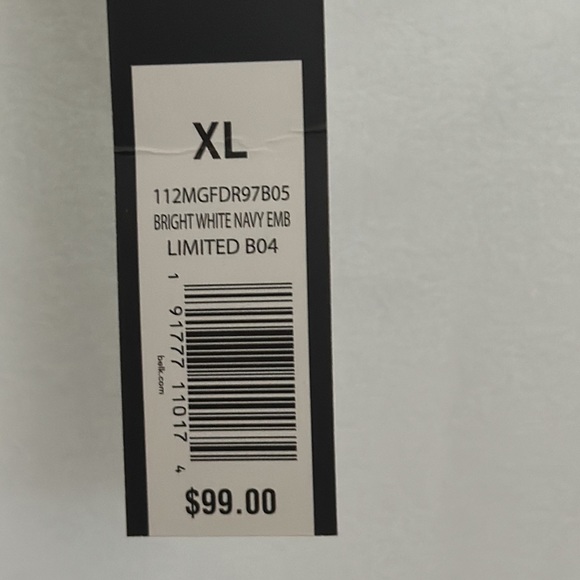 XL
112MGFDR97B05
BRIGHT WHITE NAVY EMB
LIMITED B04
1 91777 11017 4
belk.com
$99.00